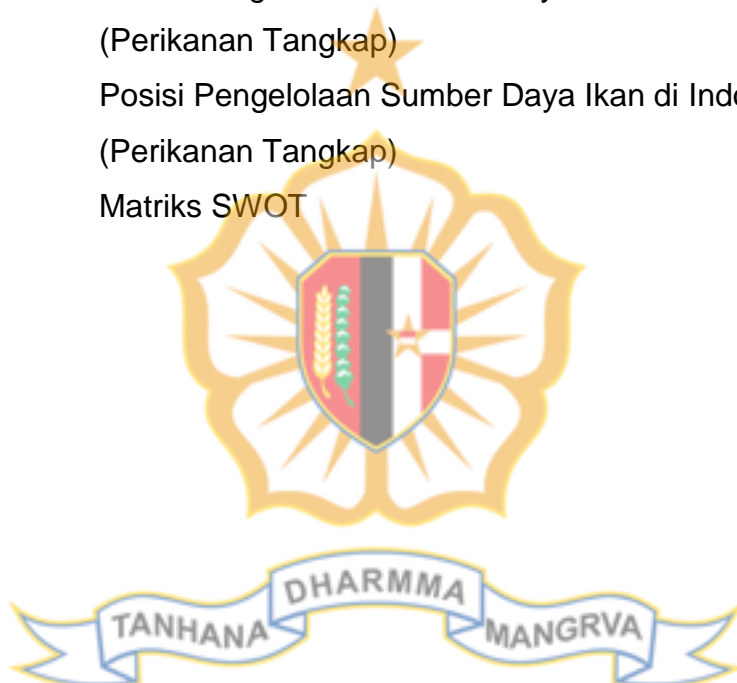 (Perikanan Tangkap)
Posisi Pengelolaan Sumber Daya Ikan di Indo
(Perikanan Tangkap)
Matriks SWOT
TANHANA DHARMMA MANGRVA